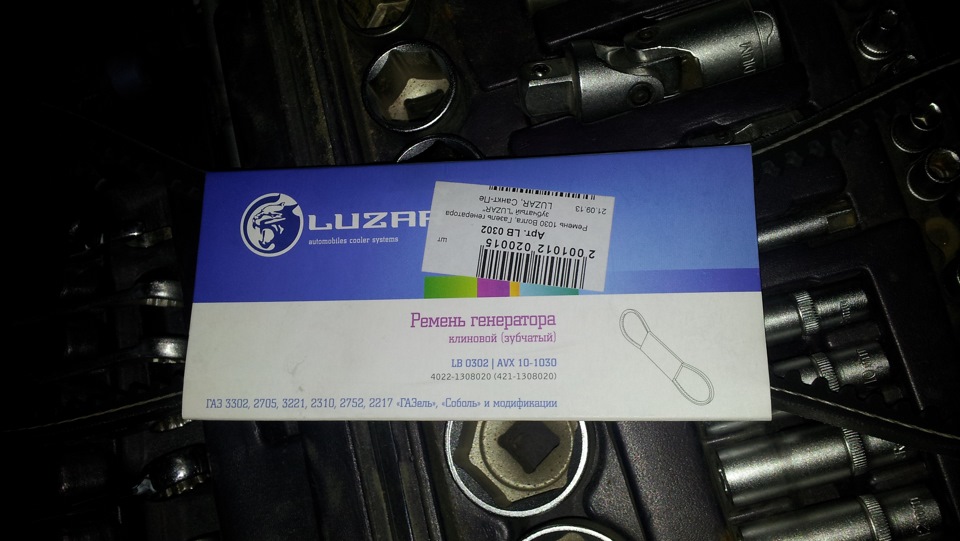 LUZAR
automobiles cooler systems
2 001012 020015
Арт. LB 0302
шт
Ремень 1030 Волга, Газель генератора
зубчатый "LUZAR"
LUZAR, Санкт-Пе
21.09.13
Ремень генератора
клиновой (зубчатый)
LB 0302 | AVX 10-1030
4022-1308020 (421-1308020)
ГАЗ 3302, 2705, 3221, 2310, 2752, 2217 «ГАЗель», «Соболь» и модификации